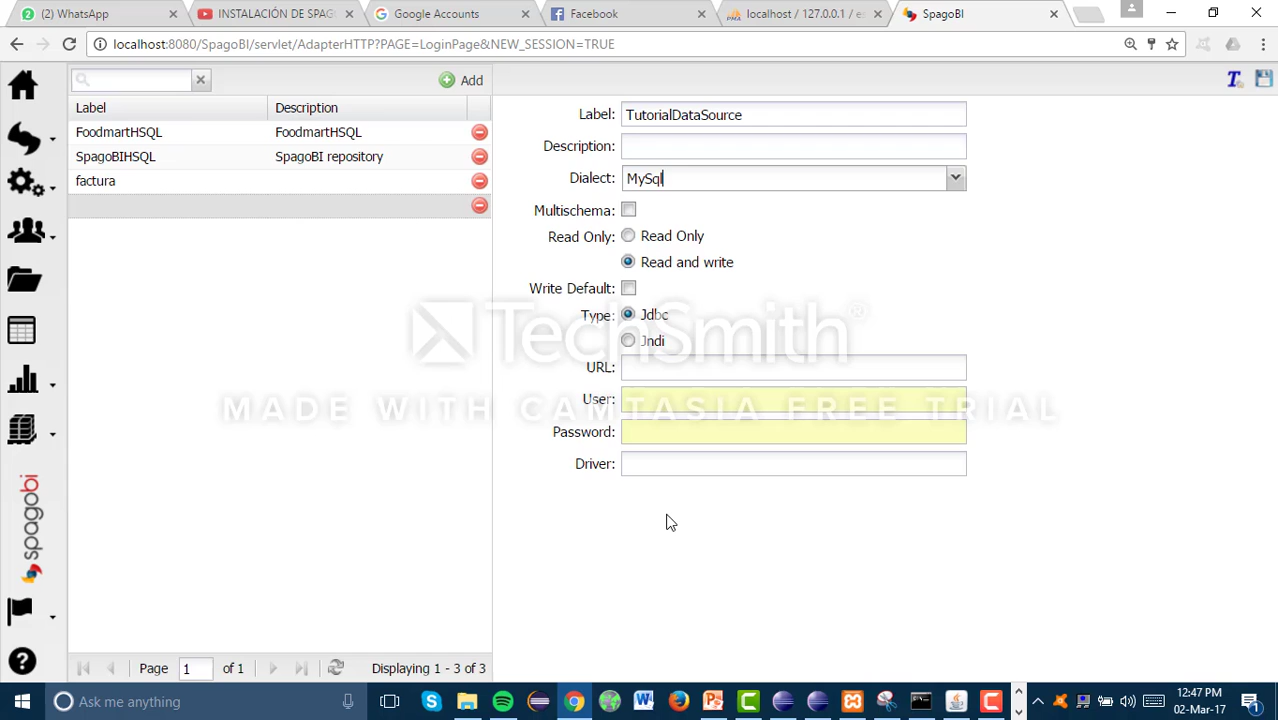 (2) WhatsApp
INSTALACIÓN DE SPAG
Google Accounts
Facebook
localhost / 127.0.0.1 / e
SpagoBI
localhost:8080/SpagoBI/servlet/AdapterHTTP?PAGE=LoginPage&NEW_SESSION=TRUE
Add
Label Description
FoodmartHSQL FoodmartHSQL
SpagoBIHSQL SpagoBI repository
factura
Label: TutorialDataSource
Description:
Dialect: MySql
Multischema:
Read Only: Read Only
Read and write
Write Default:
Type: Jdbc
Jndi
URL:
User:
Password:
Driver:
TechSmith®
MADE WITH CAMTASIA FREE TRIAL
spagobi
Page 1 of 1 Displaying 1 - 3 of 3
Ask me anything
12:47 PM
02-Mar-17
1